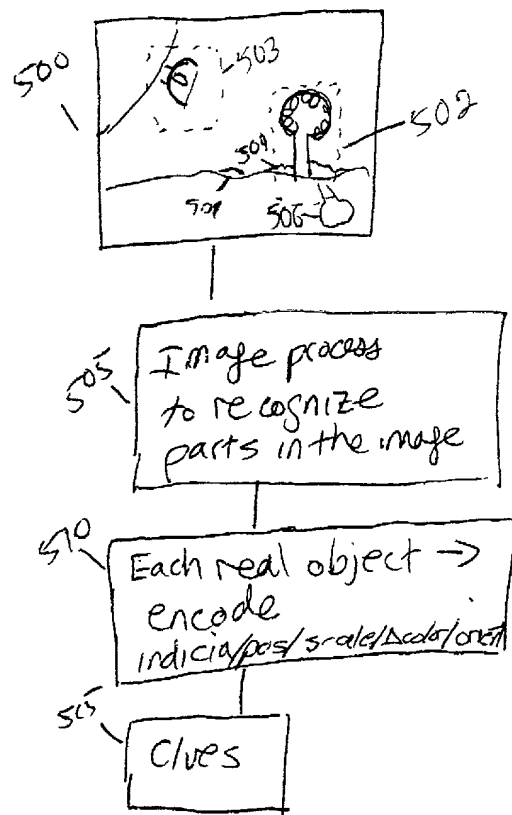 500
503
502
504
501
506
505
Image process
to recognize
parts in the image
510
Each real object →
encode
indicia/pos/scale/Δcolor/orient
515
Clues